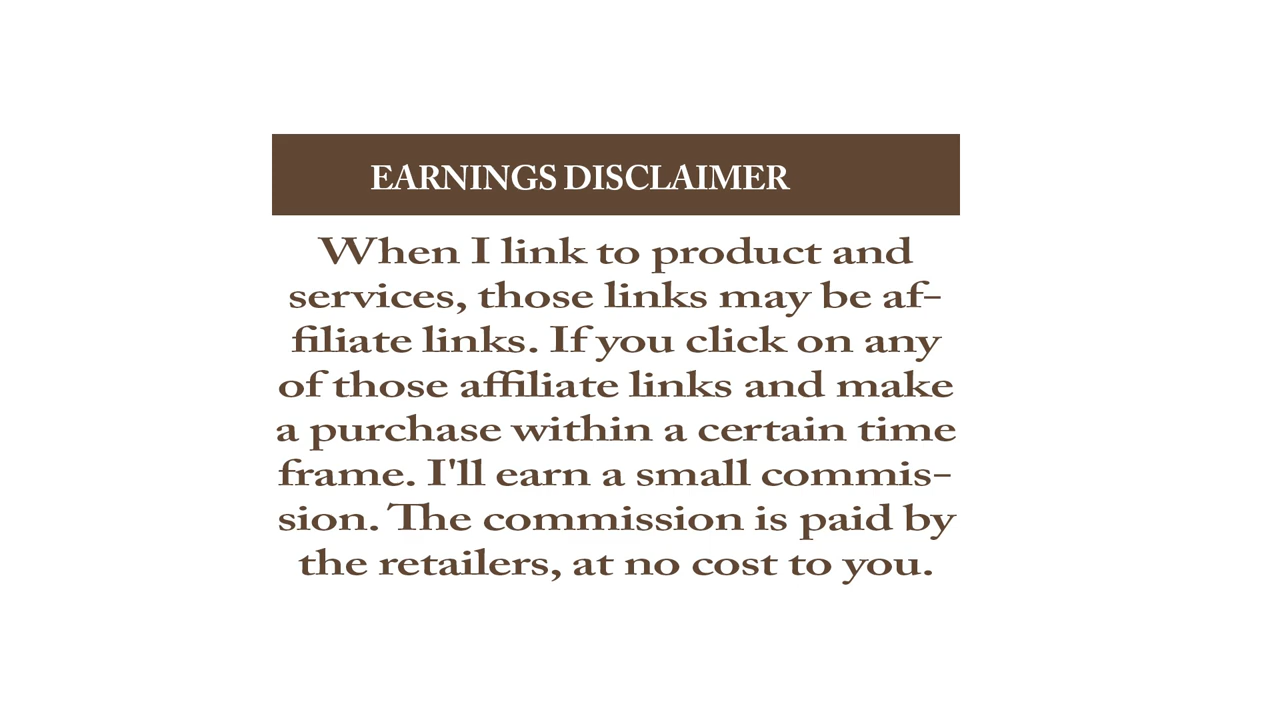 EARNINGS DISCLAIMER
When I link to product and
services, those links may be af-
filiate links. If you click on any
of those affiliate links and make
a purchase within a certain time
frame. I'll earn a small commis-
sion. The commission is paid by
the retailers, at no cost to you.